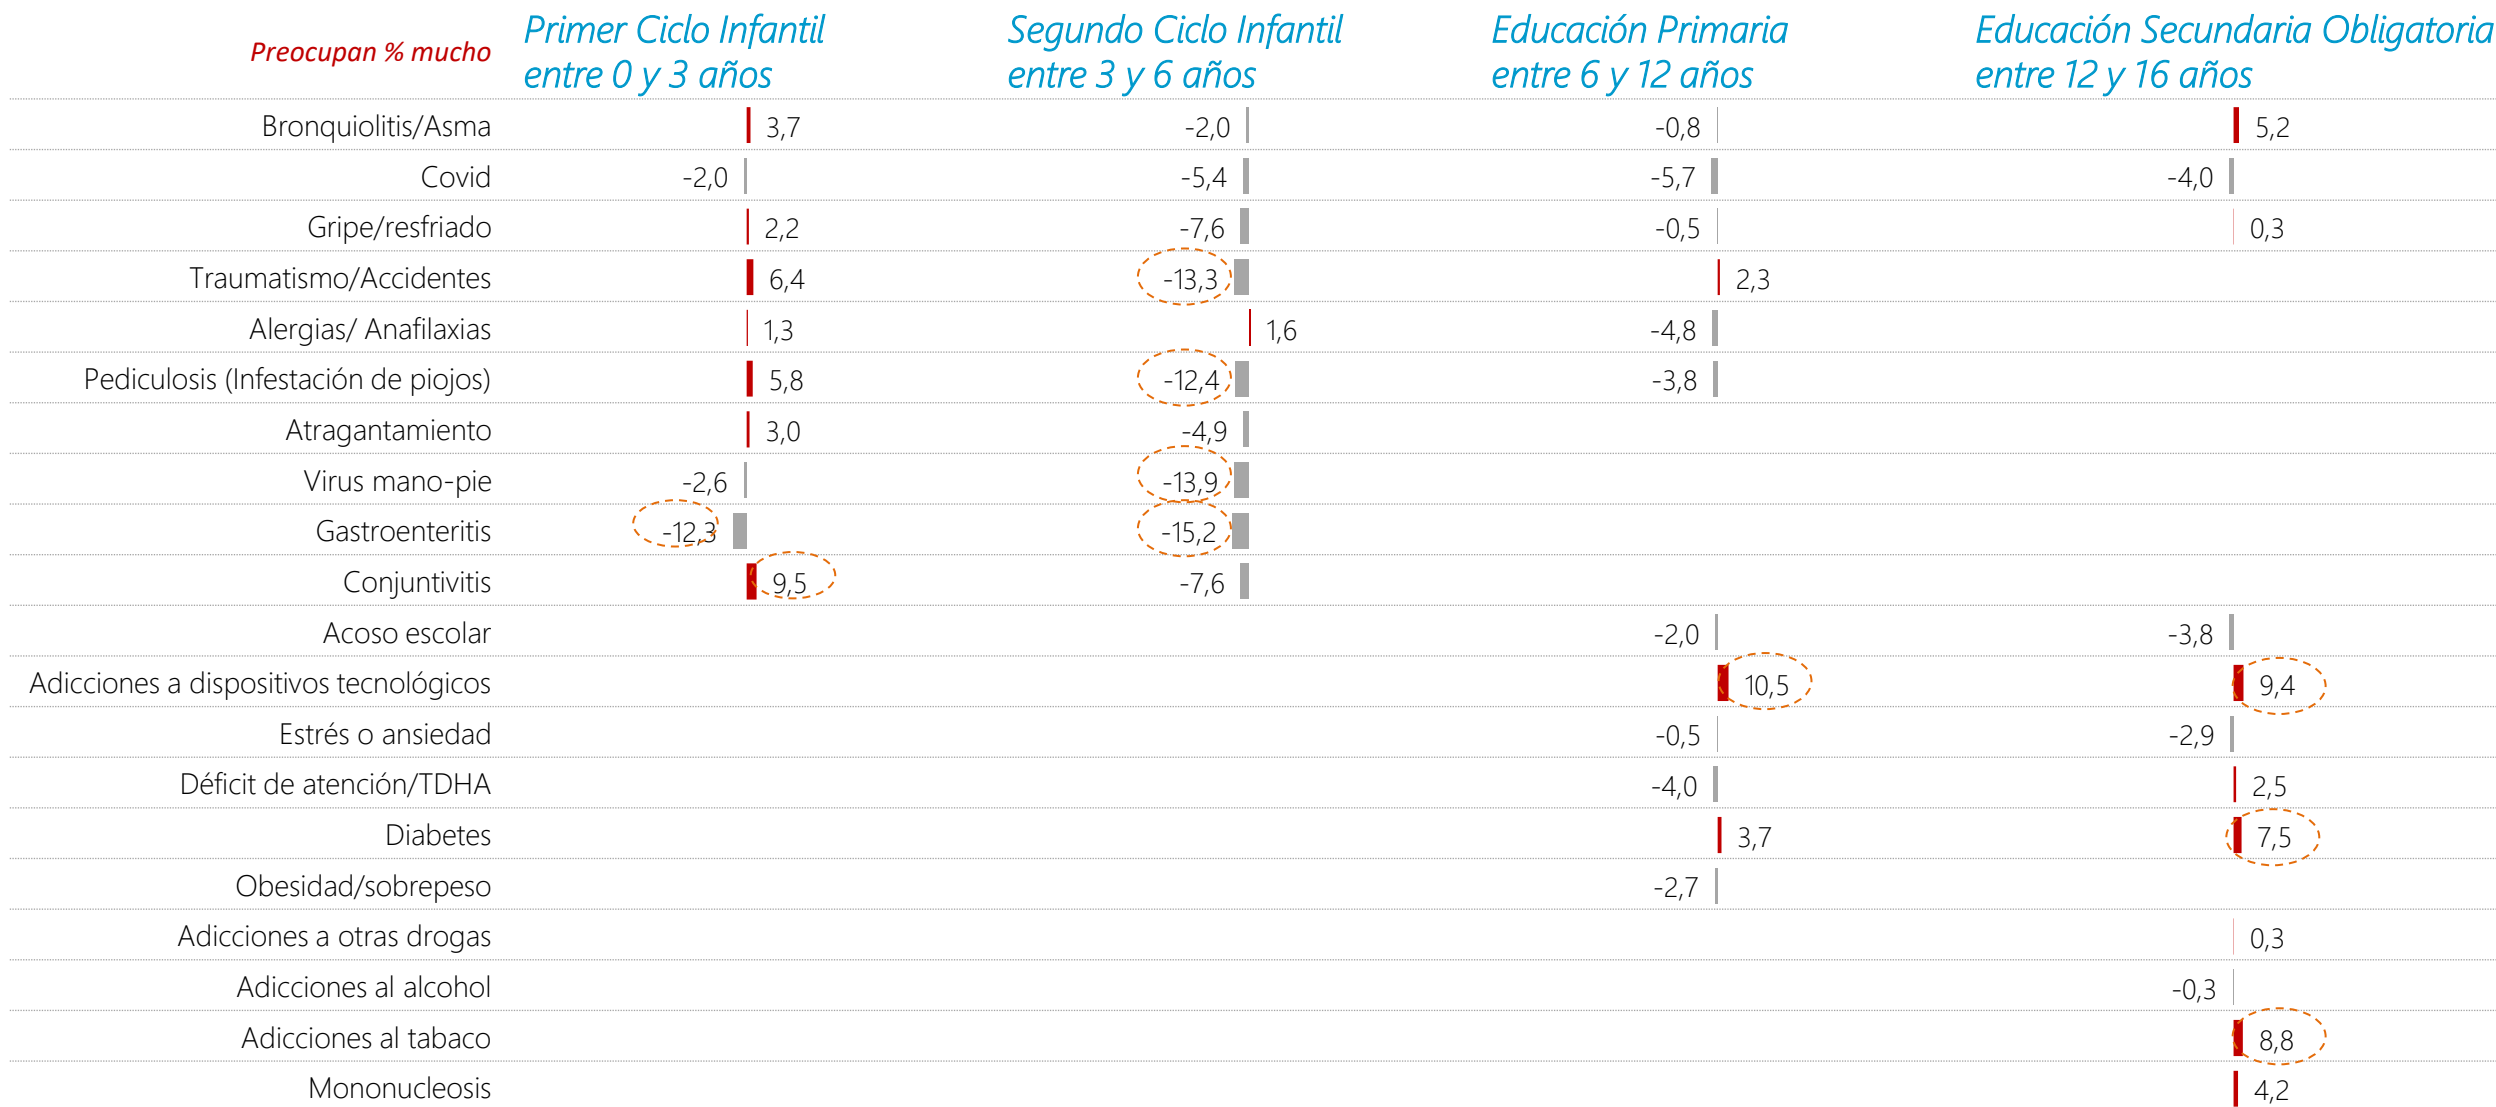 Preocupan % mucho
Primer Ciclo Infantil
entre 0 y 3 años
Segundo Ciclo Infantil
entre 3 y 6 años
Educación Primaria
entre 6 y 12 años
Educación Secundaria Obligatoria
entre 12 y 16 años
Bronquiolitis/Asma 3,7 -2,0 -0,8 5,2
Covid -2,0 -5,4 -5,7 -4,0
Gripe/resfriado 2,2 -7,6 -0,5 0,3
Traumatismo/Accidentes 6,4 -13,3 2,3
Alergias/ Anafilaxias 1,3 1,6 -4,8
Pediculosis (Infestación de piojos) 5,8 -12,4 -3,8
Atragantamiento 3,0 -4,9
Virus mano-pie -2,6 -13,9
Gastroenteritis -12,3 -15,2
Conjuntivitis 9,5 -7,6
Acoso escolar -2,0 -3,8
Adicciones a dispositivos tecnológicos 10,5 9,4
Estrés o ansiedad -0,5 -2,9
Déficit de atención/TDHA -4,0 2,5
Diabetes 3,7 7,5
Obesidad/sobrepeso -2,7
Adicciones a otras drogas 0,3
Adicciones al alcohol -0,3
Adicciones al tabaco 8,8
Mononucleosis 4,2